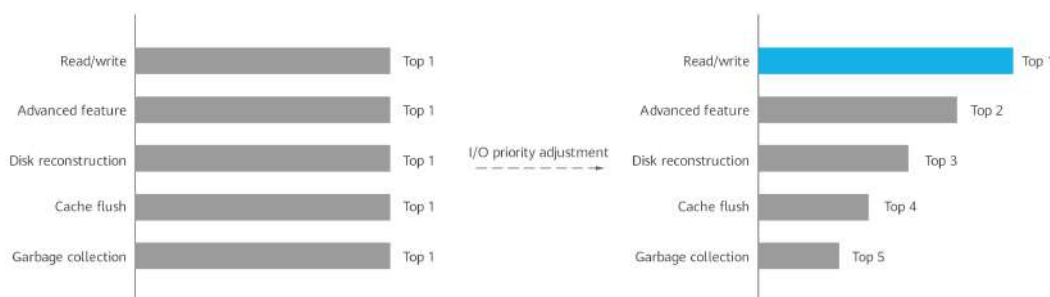 Read/write Top 1
Advanced feature Top 1
Disk reconstruction Top 1
Cache flush Top 1
Garbage collection Top 1
I/O priority adjustment
Read/write Top 1
Advanced feature Top 2
Disk reconstruction Top 3
Cache flush Top 4
Garbage collection Top 5